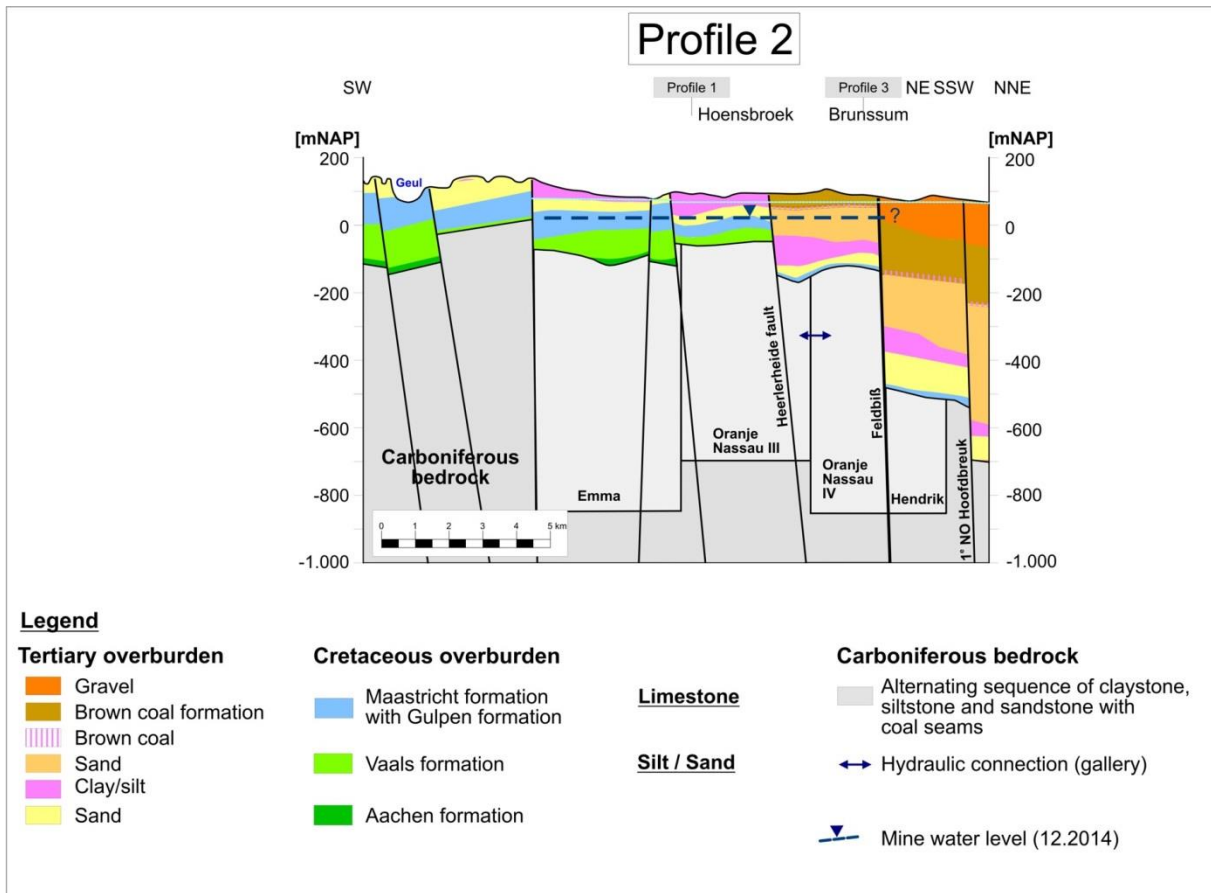 Profile 2
SW
Profile 1
Profile 3
NE SSW
NNE
Hoensbroek
Brunssum
[mNAP]
[mNAP]
200
0
-200
-400
-600
-800
-1.000
200
0
-200
-400
-600
-800
-1.000
Geul
?
Heerlerheide fault
Feldbiß
1° NO Hoofdbreuk
Carboniferous
bedrock
Emma
Oranje
Nassau III
Oranje
Nassau
IV
Hendrik
0 1 2 3 4 5 km
Legend
Tertiary overburden
Gravel
Brown coal formation
Brown coal
Sand
Clay/silt
Sand
Cretaceous overburden
Maastricht formation
with Gulpen formation
Vaals formation
Aachen formation
Limestone
Silt / Sand
Carboniferous bedrock
Alternating sequence of claystone,
siltstone and sandstone with
coal seams
Hydraulic connection (gallery)
Mine water level (12.2014)